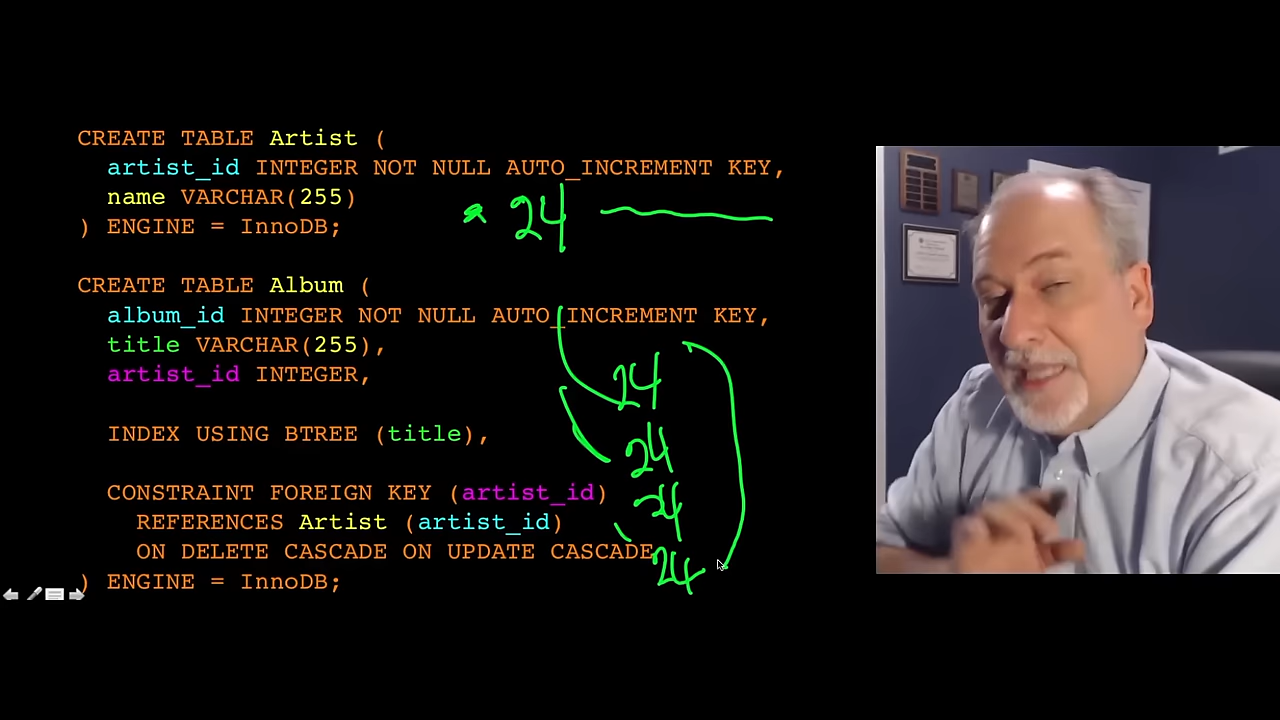 CREATE TABLE Artist (
artist_id INTEGER NOT NULL AUTO_INCREMENT KEY,
name VARCHAR(255)
) ENGINE = InnoDB;
24
CREATE TABLE Album (
album_id INTEGER NOT NULL AUTO_INCREMENT KEY,
title VARCHAR(255),
artist_id INTEGER,
24
INDEX USING BTREE (title),
24
CONSTRAINT FOREIGN KEY (artist_id)
24
REFERENCES Artist (artist_id)
ON DELETE CASCADE ON UPDATE CASCADE
24
) ENGINE = InnoDB;